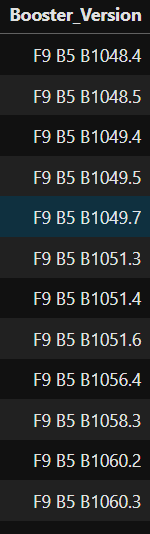 Booster_Version
F9 B5 B1048.4
F9 B5 B1048.5
F9 B5 B1049.4
F9 B5 B1049.5
F9 B5 B1049.7
F9 B5 B1051.3
F9 B5 B1051.4
F9 B5 B1051.6
F9 B5 B1056.4
F9 B5 B1058.3
F9 B5 B1060.2
F9 B5 B1060.3